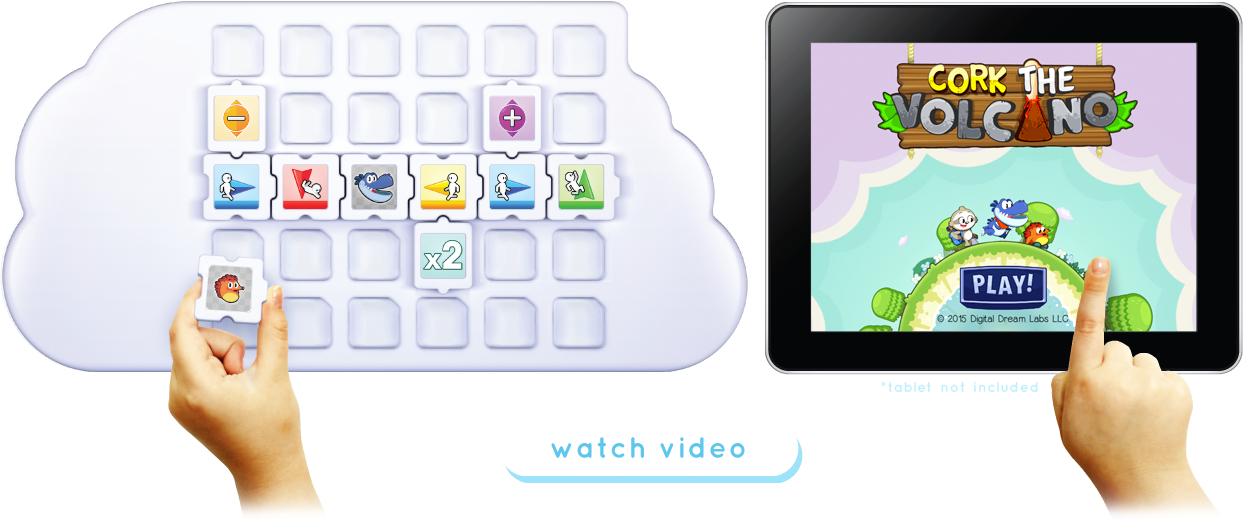 −
+
x2
CORK THE
VOLCANO
PLAY!
© 2015 Digital Dream Labs LLC
*tablet not included
watch video